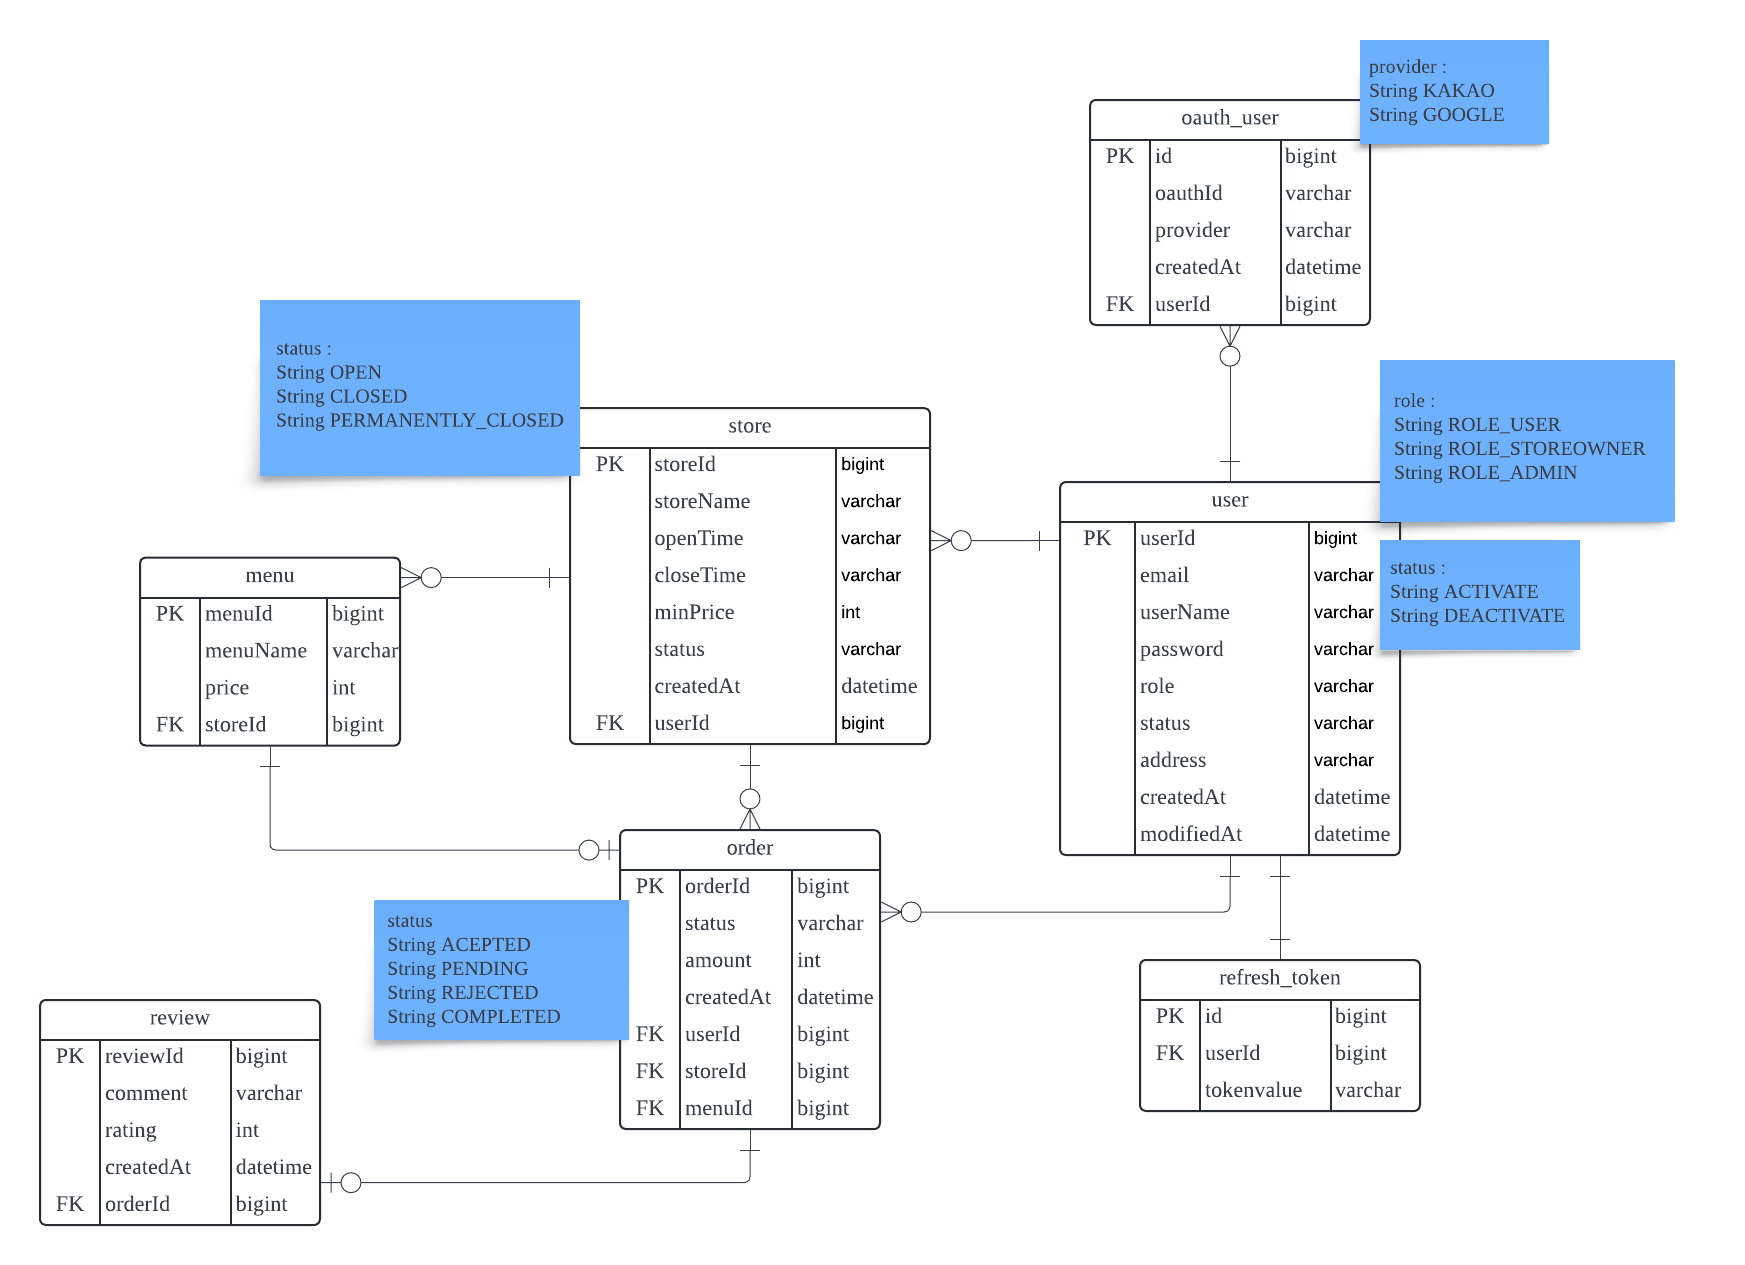 provider :
String KAKAO
String GOOGLE
oauth_user
PK id bigint
oauthId varchar
provider varchar
createdAt datetime
FK userId bigint
status :
String OPEN
String CLOSED
String PERMANENTLY_CLOSED
store
PK storeId bigint
storeName varchar
openTime varchar
closeTime varchar
minPrice int
status varchar
createdAt datetime
FK userId bigint
role :
String ROLE_USER
String ROLE_STOREOWNER
String ROLE_ADMIN
user
PK userId bigint
email varchar
userName varchar
password varchar
role varchar
status varchar
address varchar
createdAt datetime
modifiedAt datetime
status :
String ACTIVATE
String DEACTIVATE
menu
PK menuId bigint
menuName varchar
price int
FK storeId bigint
order
PK orderId bigint
status varchar
amount int
createdAt datetime
FK userId bigint
FK storeId bigint
FK menuId bigint
status
String ACEPTED
String PENDING
String REJECTED
String COMPLETED
refresh_token
PK id bigint
FK userId bigint
tokenvalue varchar
review
PK reviewId bigint
comment varchar
rating int
createdAt datetime
FK orderId bigint